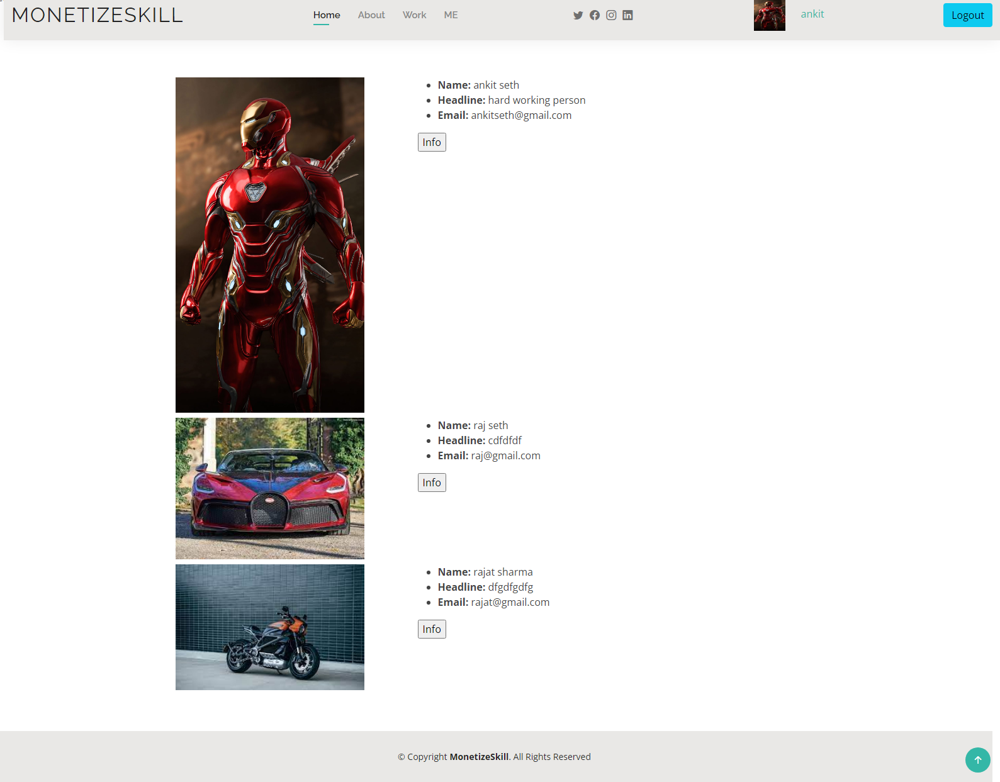 MONETIZESKILL
Home About Work ME
ankit
Logout
Name: ankit seth
Headline: hard working person
Email: ankitseth@gmail.com
Info
Name: raj seth
Headline: cdfdfdf
Email: raj@gmail.com
Info
Name: rajat sharma
Headline: dfgdfgdfg
Email: rajat@gmail.com
Info
© Copyright MonetizeSkill. All Rights Reserved